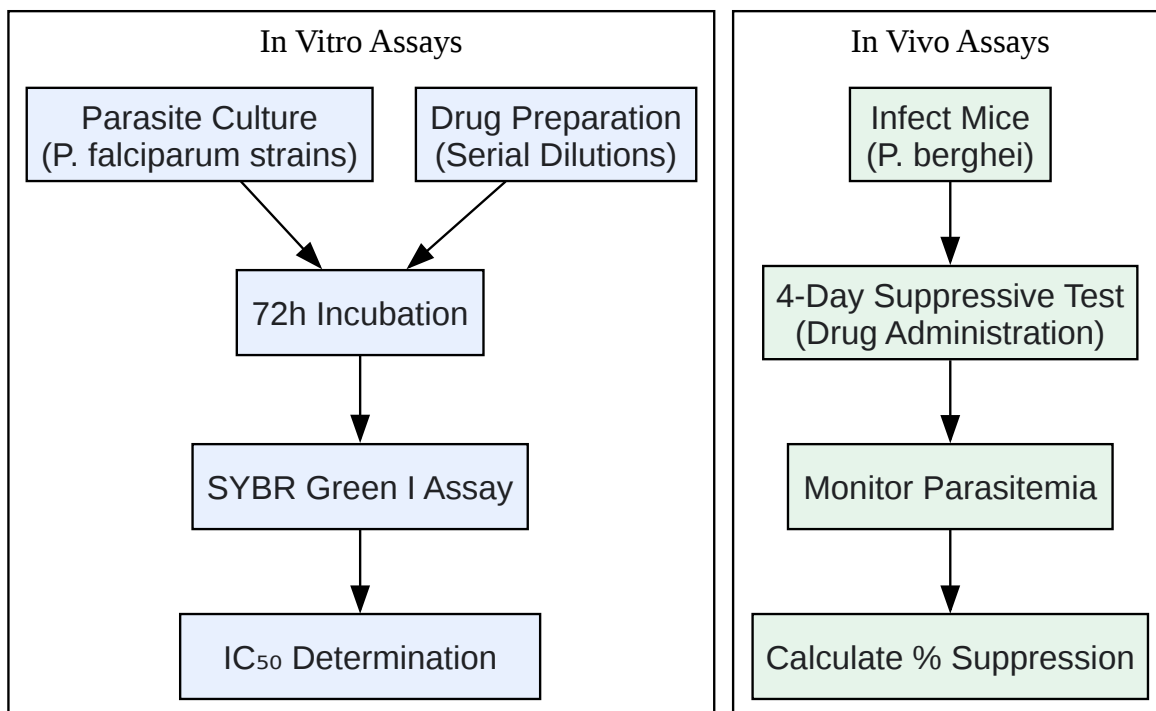 In Vitro Assays
Parasite Culture
(P. falciparum strains)
Drug Preparation
(Serial Dilutions)
72h Incubation
SYBR Green I Assay
IC₅₀ Determination
In Vivo Assays
Infect Mice
(P. berghei)
4-Day Suppressive Test
(Drug Administration)
Monitor Parasitemia
Calculate % Suppression